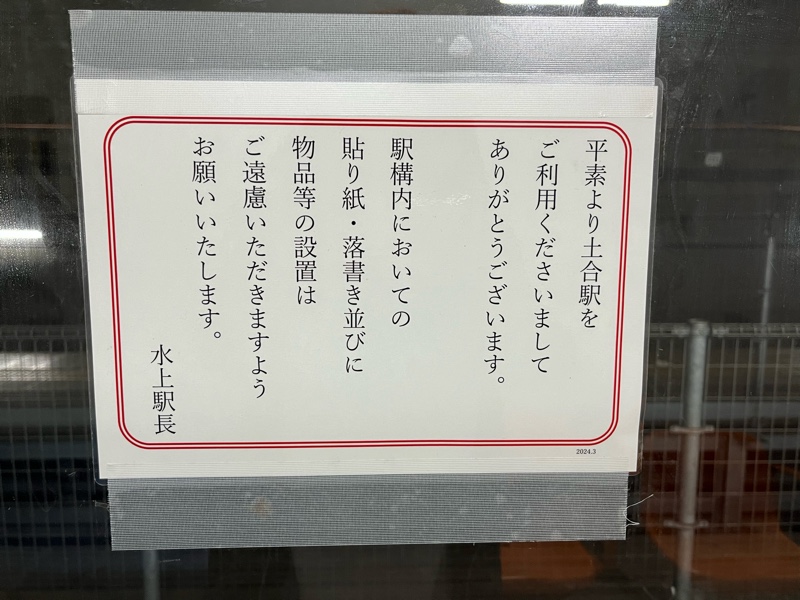 平素より土合駅を
ご利用くださいまして
ありがとうございます。
駅構内においての
貼り紙・落書き並びに
物品等の設置は
ご遠慮いただきますよう
お願いいたします。
水上駅長
2024.3